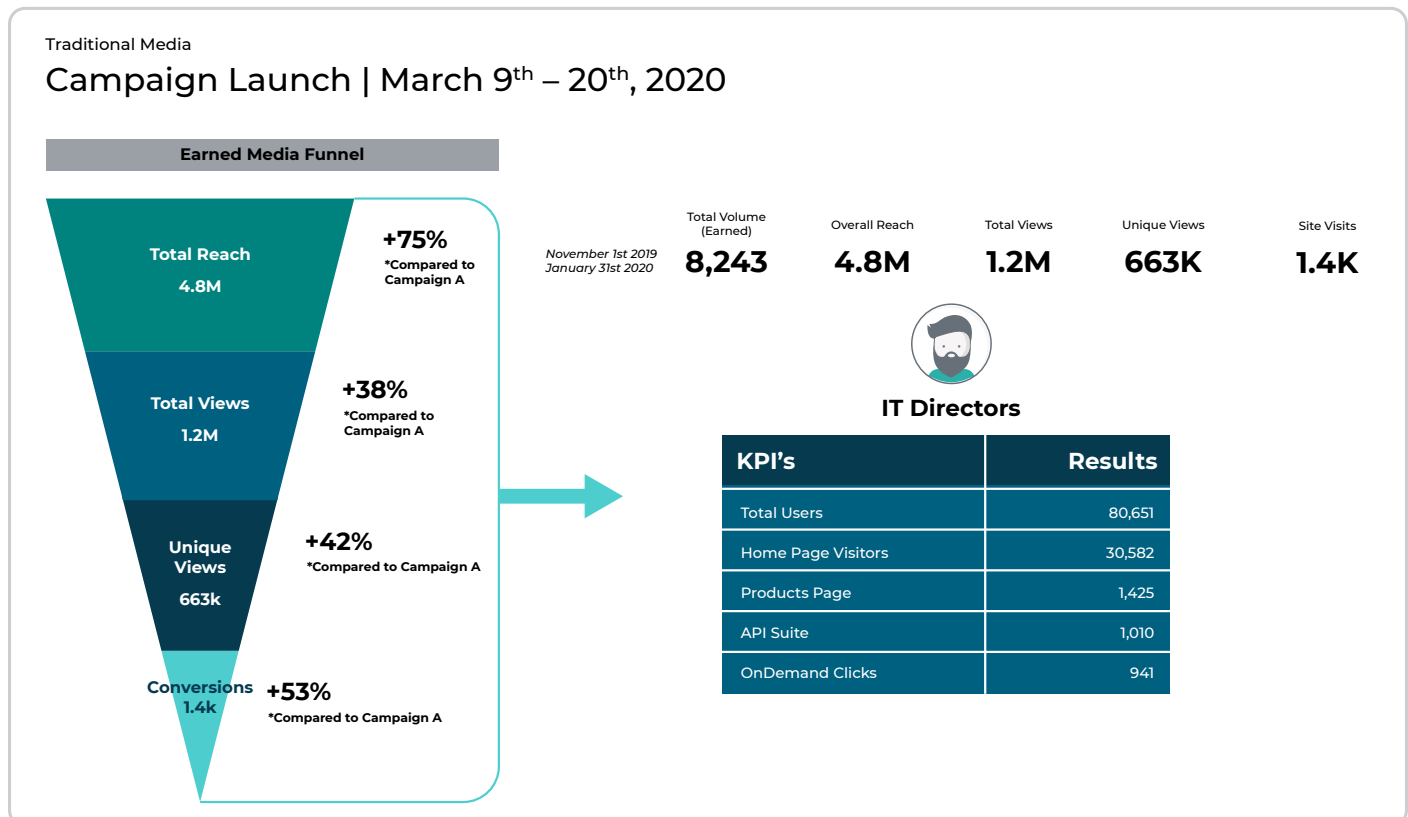 Traditional Media
Campaign Launch | March 9th – 20th, 2020
Earned Media Funnel
Total Reach
4.8M
+75%
*Compared to
Campaign A
Total Views
1.2M
+38%
*Compared to
Campaign A
Unique
Views
663k
+42%
*Compared to Campaign A
Conversions
1.4k
+53%
*Compared to Campaign A
November 1st 2019
January 31st 2020
Total Volume
(Earned)
8,243
Overall Reach
4.8M
Total Views
1.2M
Unique Views
663K
Site Visits
1.4K
IT Directors
KPI’s Results
Total Users 80,651
Home Page Visitors 30,582
Products Page 1,425
API Suite 1,010
OnDemand Clicks 941